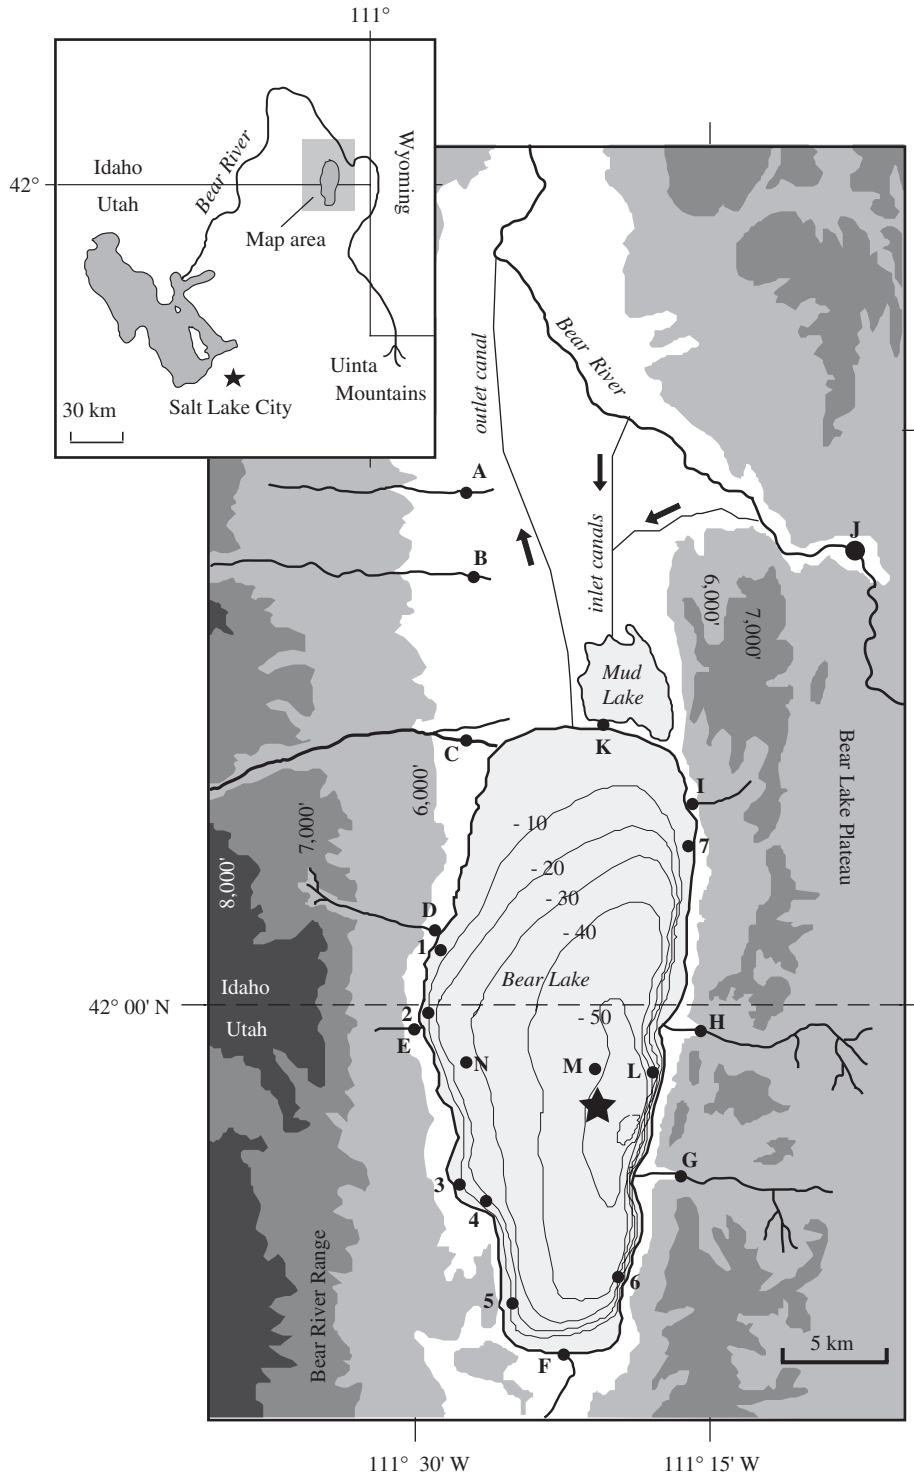 111°
Wyoming
Bear River
Idaho
42°
Utah
Map area
Uinta
Mountains
30 km
Salt Lake City
outlet canal
Bear River
A
J
inlet canals
B
6,000'
7,000'
Mud
Lake
K
C
Bear Lake Plateau
6,000'
I
- 10
7,000'
7
8,000'
- 20
- 30
D
- 40
1
Bear Lake
Idaho
42° 00' N
2
- 50
H
Utah
E
N
M
L
G
3
4
Bear River Range
6
5
5 km
F
111° 30' W
111° 15' W